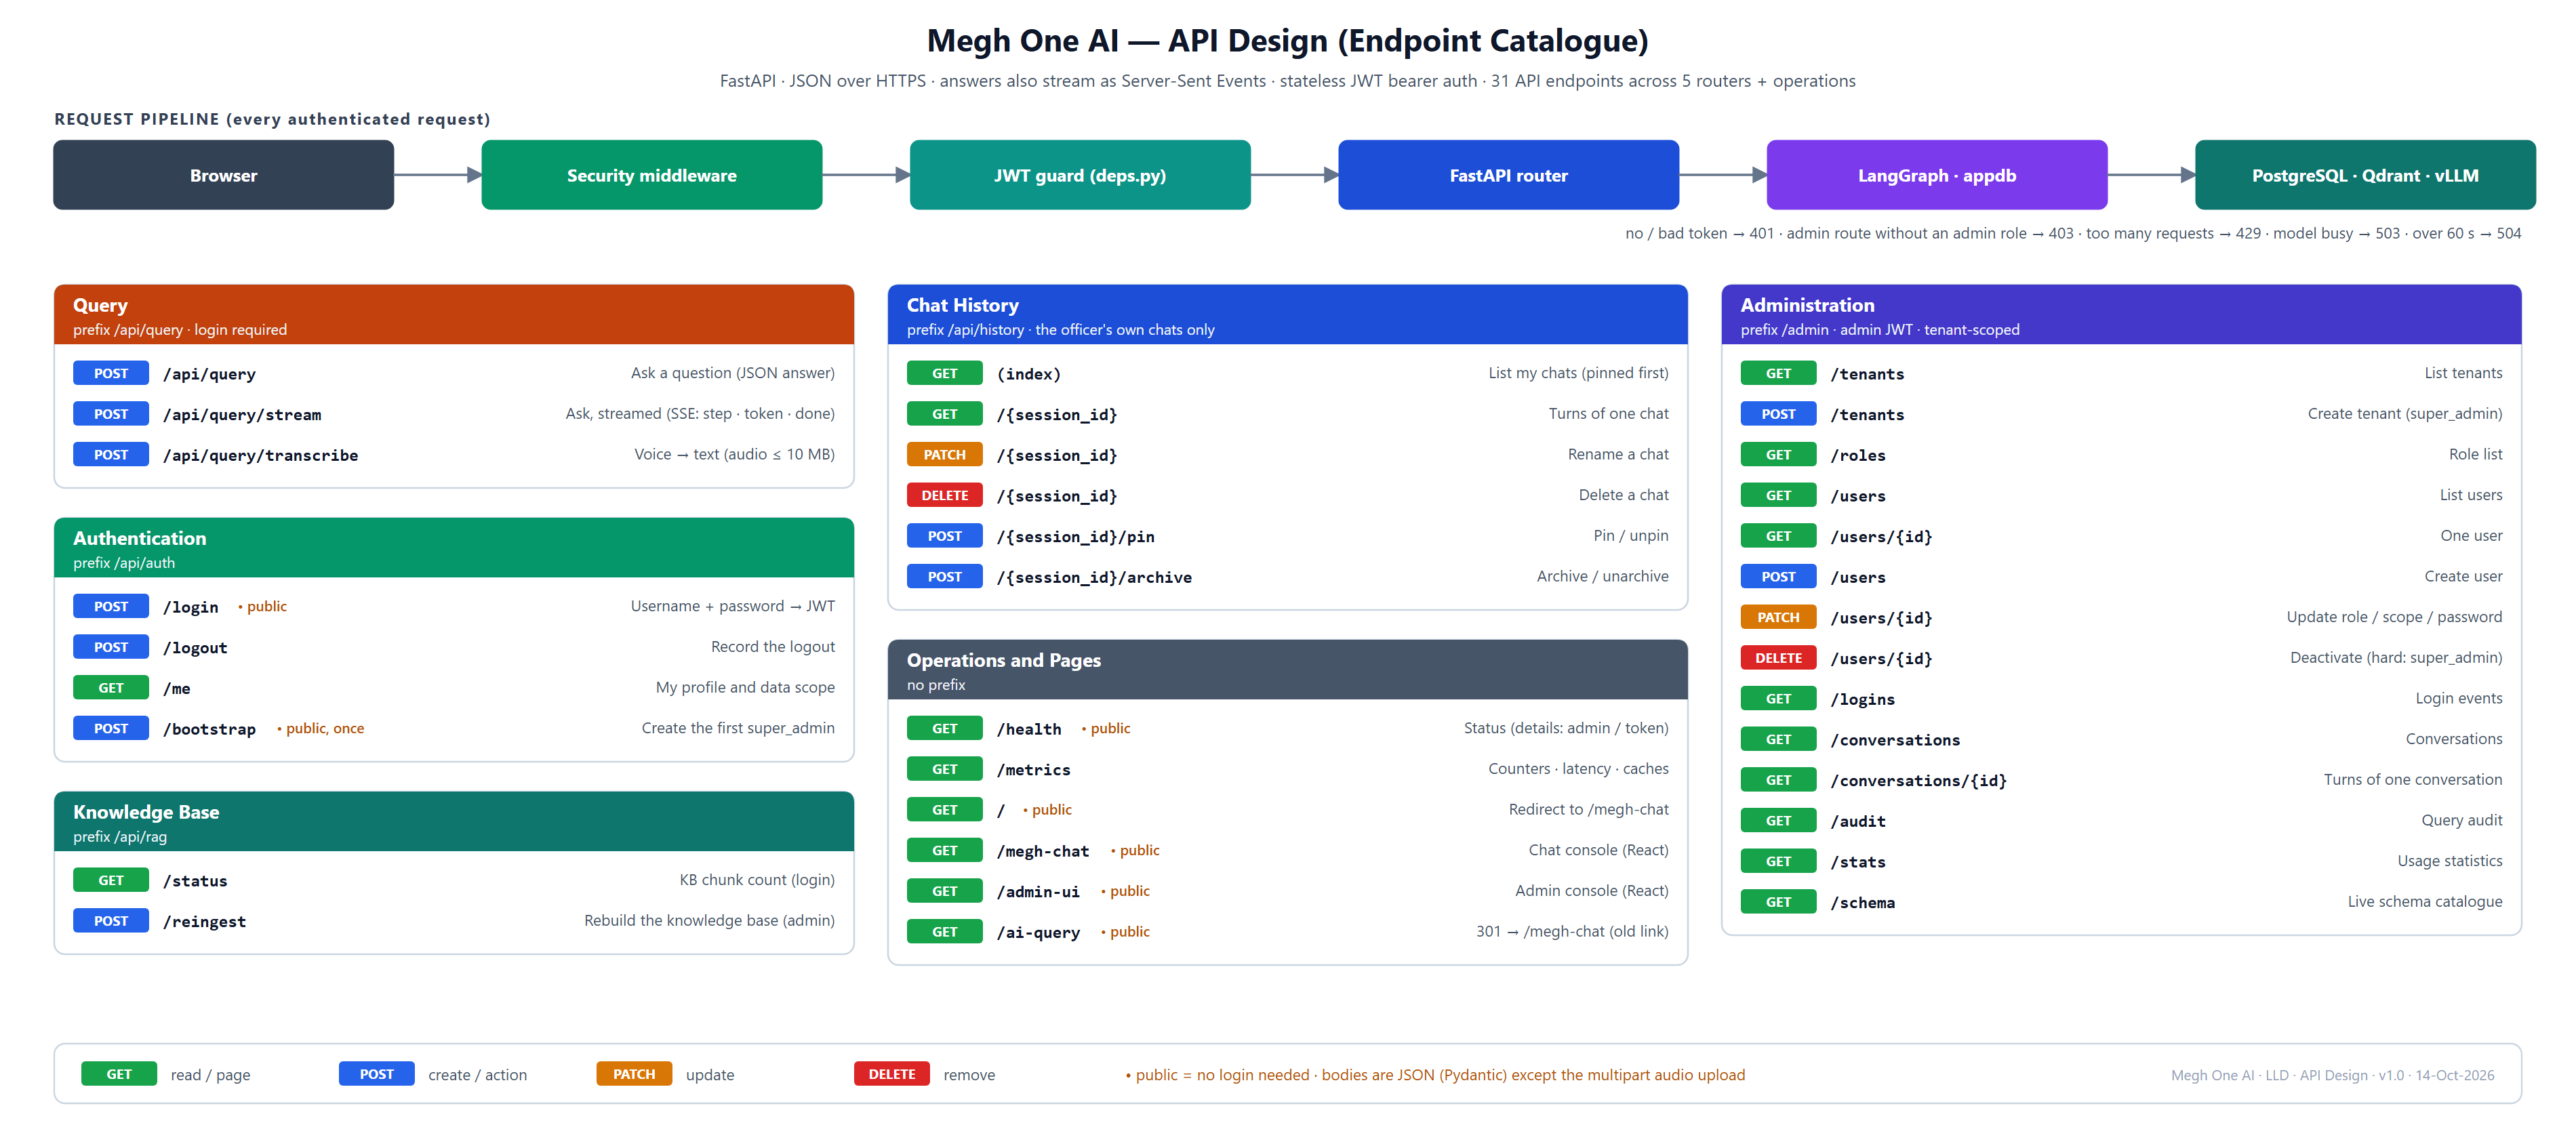 Megh One AI — API Design (Endpoint Catalogue)
FastAPI · JSON over HTTPS · answers also stream as Server-Sent Events · stateless JWT bearer auth · 31 API endpoints across 5 routers + operations
REQUEST PIPELINE (every authenticated request)
Browser
Security middleware
JWT guard (deps.py)
FastAPI router
LangGraph · appdb
PostgreSQL · Qdrant · vLLM
no / bad token → 401 · admin route without an admin role → 403 · too many requests → 429 · model busy → 503 · over 60 s → 504
Query
prefix /api/query · login required
POST /api/query Ask a question (JSON answer)
POST /api/query/stream Ask, streamed (SSE: step · token · done)
POST /api/query/transcribe Voice → text (audio ≤ 10 MB)
Authentication
prefix /api/auth
POST /login • public Username + password → JWT
POST /logout Record the logout
GET /me My profile and data scope
POST /bootstrap • public, once Create the first super_admin
Knowledge Base
prefix /api/rag
GET /status KB chunk count (login)
POST /reingest Rebuild the knowledge base (admin)
Chat History
prefix /api/history · the officer's own chats only
GET (index) List my chats (pinned first)
GET /{session_id} Turns of one chat
PATCH /{session_id} Rename a chat
DELETE /{session_id} Delete a chat
POST /{session_id}/pin Pin / unpin
POST /{session_id}/archive Archive / unarchive
Operations and Pages
no prefix
GET /health • public Status (details: admin / token)
GET /metrics Counters · latency · caches
GET / • public Redirect to /megh-chat
GET /megh-chat • public Chat console (React)
GET /admin-ui • public Admin console (React)
GET /ai-query • public 301 → /megh-chat (old link)
Administration
prefix /admin · admin JWT · tenant-scoped
GET /tenants List tenants
POST /tenants Create tenant (super_admin)
GET /roles Role list
GET /users List users
GET /users/{id} One user
POST /users Create user
PATCH /users/{id} Update role / scope / password
DELETE /users/{id} Deactivate (hard: super_admin)
GET /logins Login events
GET /conversations Conversations
GET /conversations/{id} Turns of one conversation
GET /audit Query audit
GET /stats Usage statistics
GET /schema Live schema catalogue
GET read / page POST create / action PATCH update DELETE remove • public = no login needed · bodies are JSON (Pydantic) except the multipart audio upload Megh One AI · LLD · API Design · v1.0 · 14-Oct-2026